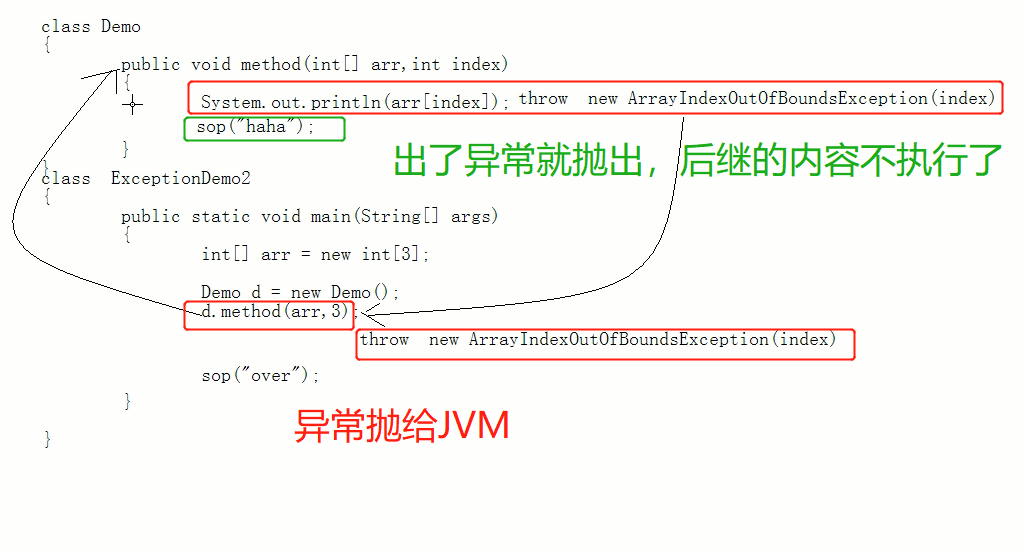 class Demo
{
public void method(int[] arr,int index)
{
System.out.println(arr[index]); throw new ArrayIndexOutOfBoundsException(index)
sop("haha");
}
出了异常就抛出，后继的内容不执行了
}
class ExceptionDemo2
{
public static void main(String[] args)
{
int[] arr = new int[3];
Demo d = new Demo();
d.method(arr,3);
throw new ArrayIndexOutOfBoundsException(index)
sop("over");
}
异常抛给JVM
}